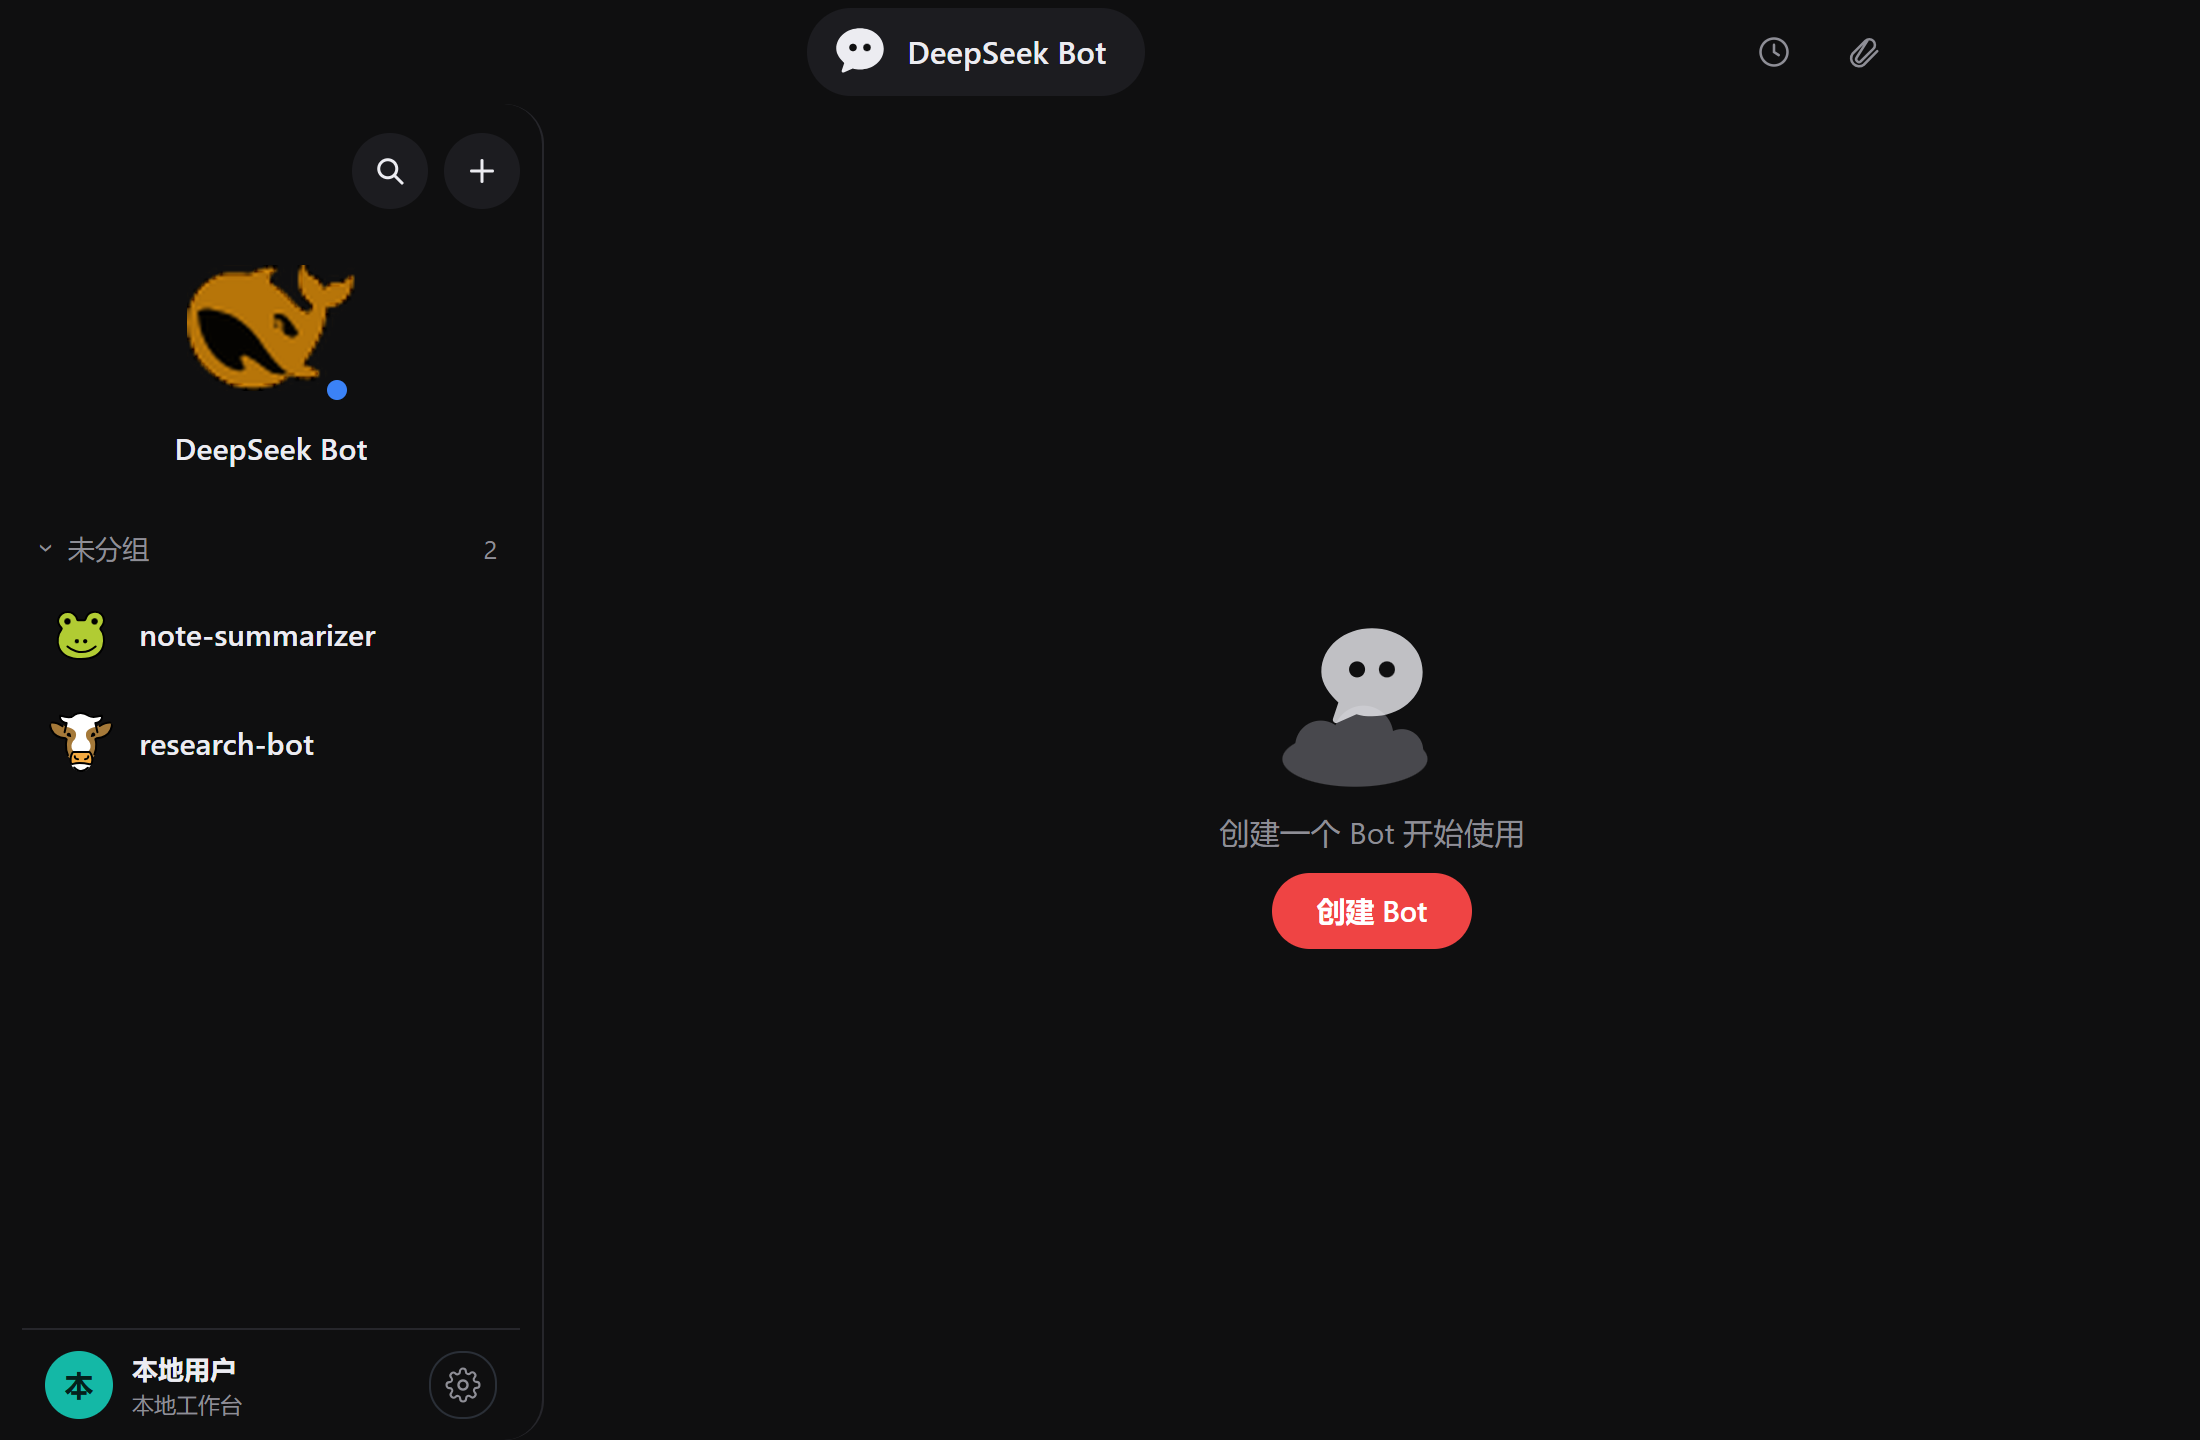 DeepSeek Bot
DeepSeek Bot
未分组
2
note-summarizer
research-bot
创建一个 Bot 开始使用
创建 Bot
本
本地用户
本地工作台